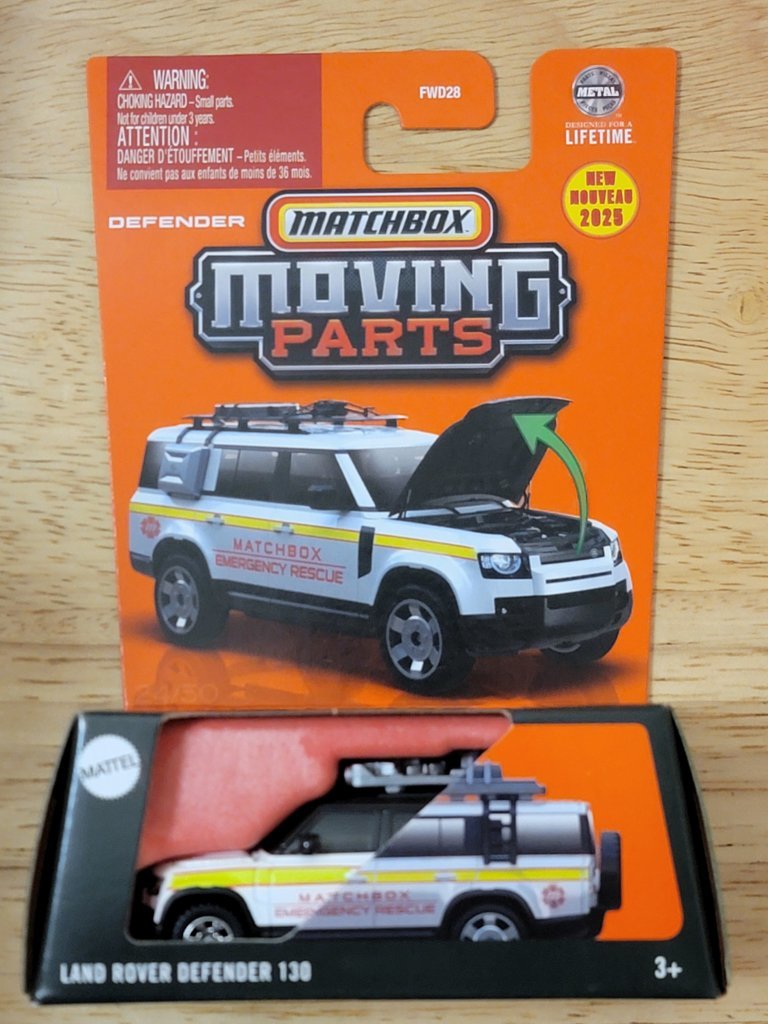 WARNING:
CHOKING HAZARD – Small parts.
Not for children under 3 years.
ATTENTION :
DANGER D'ÉTOUFFEMENT – Petits éléments.
Ne convient pas aux enfants de moins de 36 mois.
FWD28
METAL
DESIGNED FOR A
LIFETIME
NEW
NOUVEAU
2025
DEFENDER
MATCHBOX
MOVING
PARTS
MATCHBOX
EMERGENCY RESCUE
24/50
MATTEL
MATCHBOX
EMERGENCY RESCUE
LAND ROVER DEFENDER 130
3+